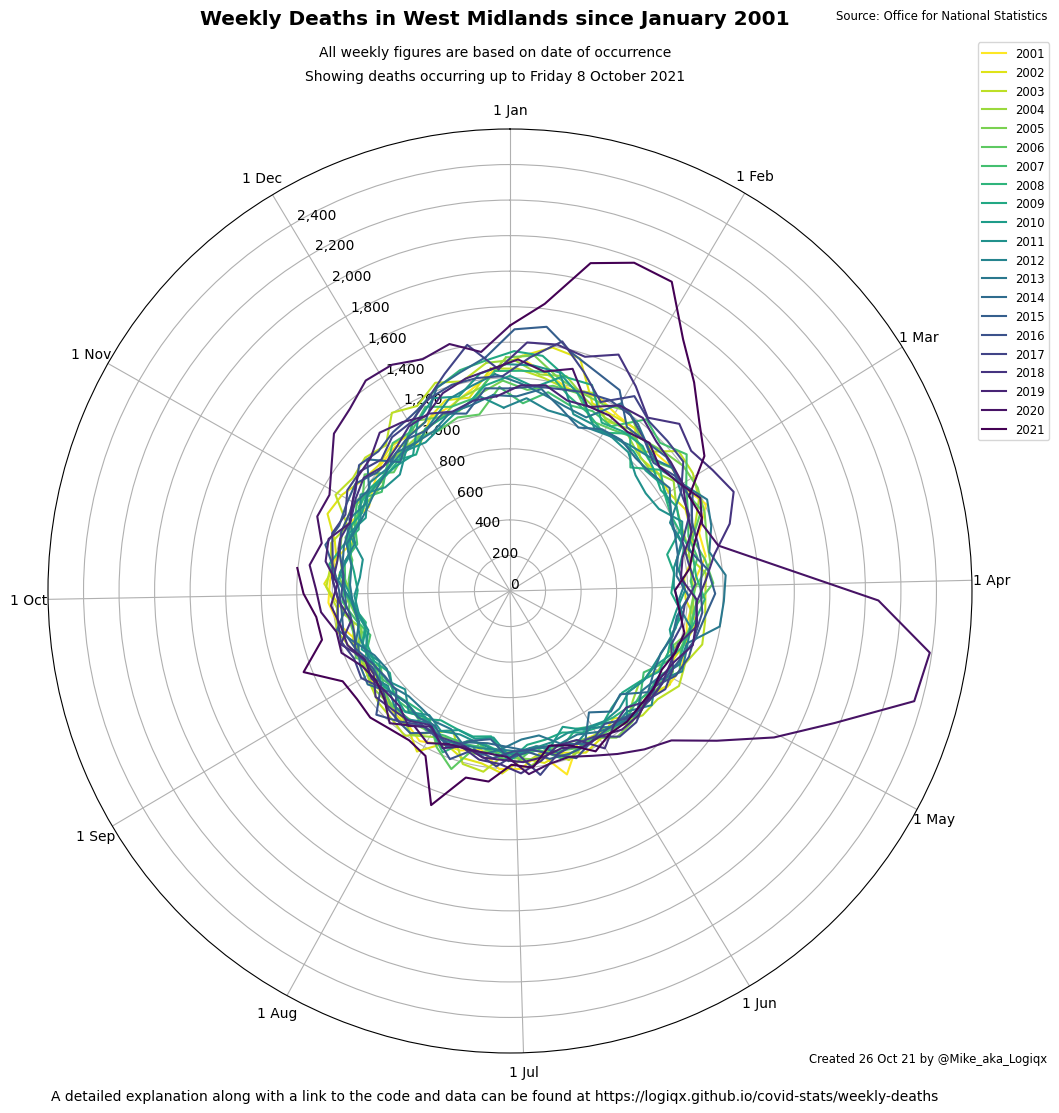 Weekly Deaths in West Midlands since January 2001
Source: Office for National Statistics
All weekly figures are based on date of occurrence
Showing deaths occurring up to Friday 8 October 2021
2001
2002
2003
2004
2005
2006
2007
2008
2009
2010
2011
2012
2013
2014
2015
2016
2017
2018
2019
2020
2021
1 Jan
1 Feb
1 Mar
1 Apr
1 May
1 Jun
1 Jul
1 Aug
1 Sep
1 Oct
1 Nov
1 Dec
2,400
2,200
2,000
1,800
1,600
1,400
1,200
1,000
800
600
400
200
0
Created 26 Oct 21 by @Mike_aka_Logiqx
A detailed explanation along with a link to the code and data can be found at https://logiqx.github.io/covid-stats/weekly-deaths